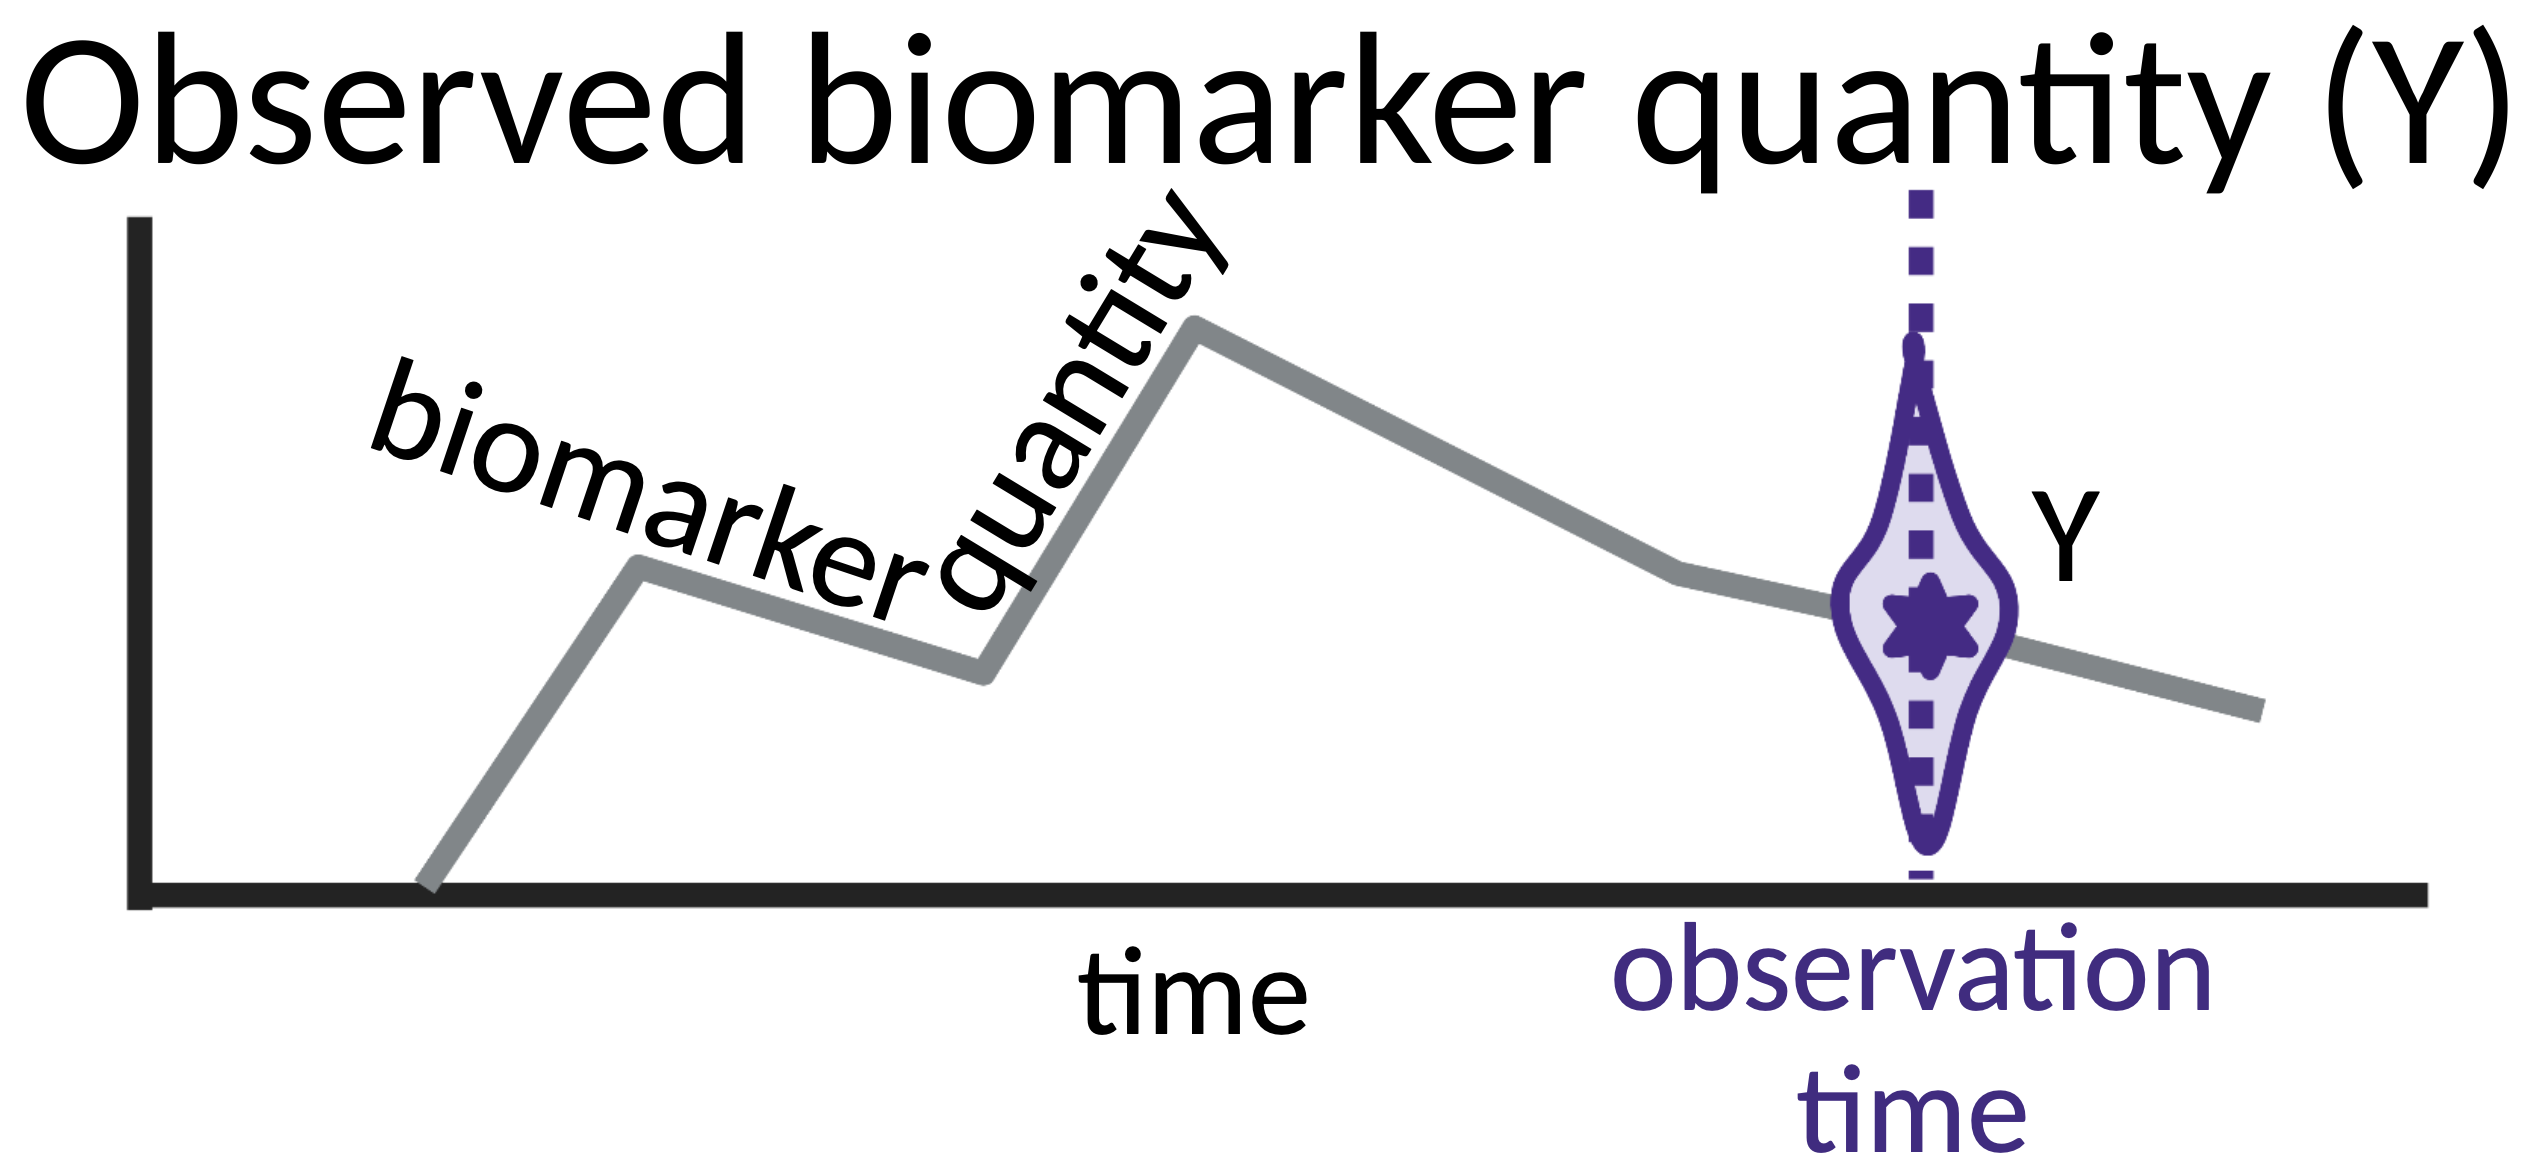 Observed biomarker quantity (Y)
biomarker
quantity
Y
time
observation
time